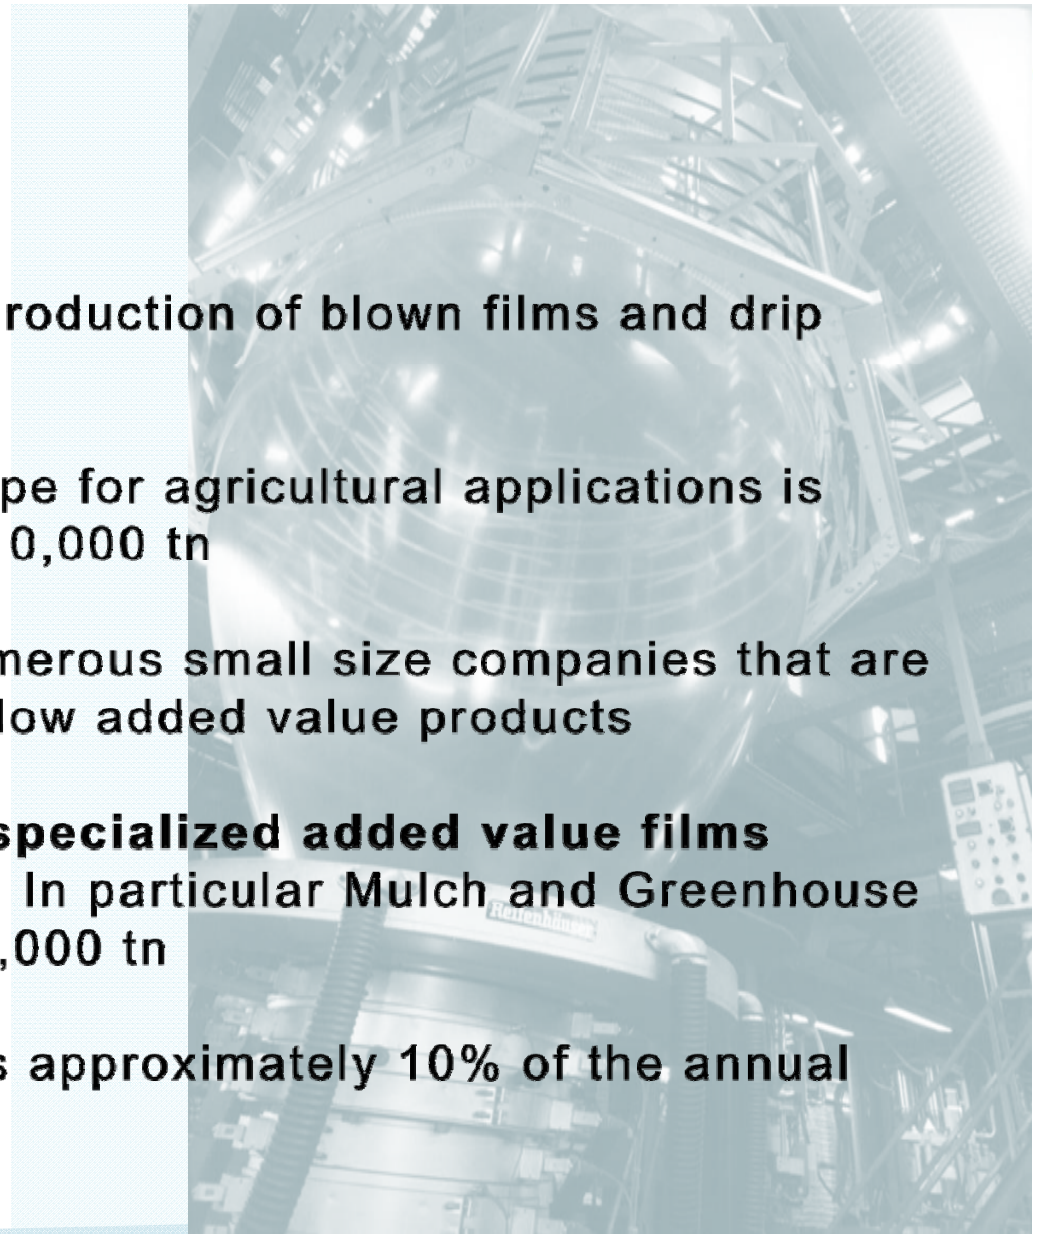 roduction of blown films and drip
pe for agricultural applications is
0,000 tn
merous small size companies that are
low added value products
specialized added value films
In particular Mulch and Greenhouse
Reifenhäuser
,000 tn
s approximately 10% of the annual